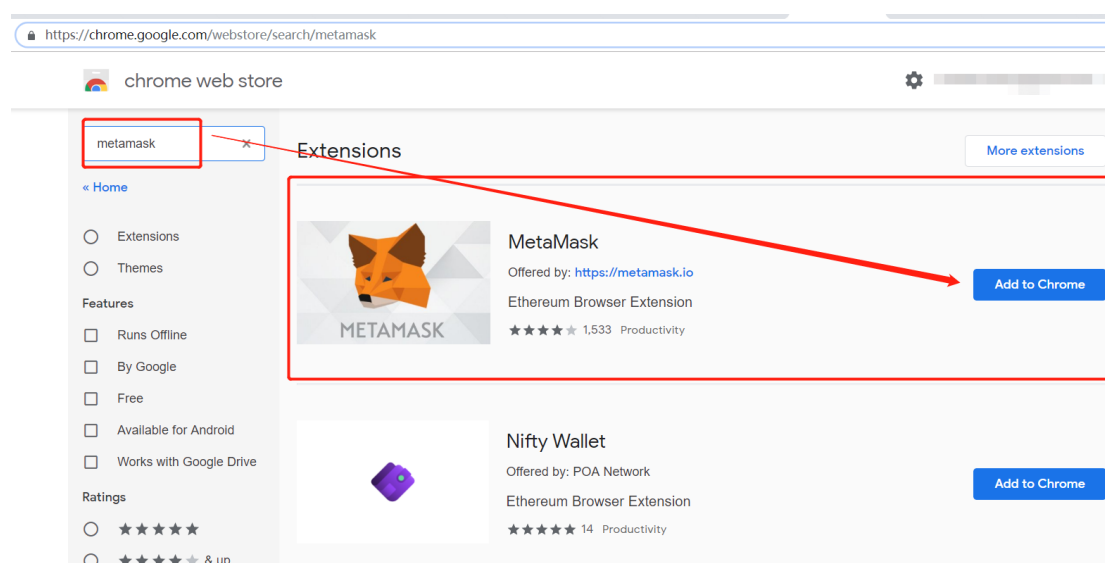 https://chrome.google.com/webstore/search/metamask
chrome web store
metamask
×
« Home
Extensions
Themes
Features
Runs Offline
By Google
Free
Available for Android
Works with Google Drive
Ratings
& up
Extensions
More extensions
METAMASK
MetaMask
Offered by: https://metamask.io
Ethereum Browser Extension
1,533 Productivity
Add to Chrome
Nifty Wallet
Offered by: POA Network
Ethereum Browser Extension
14 Productivity
Add to Chrome